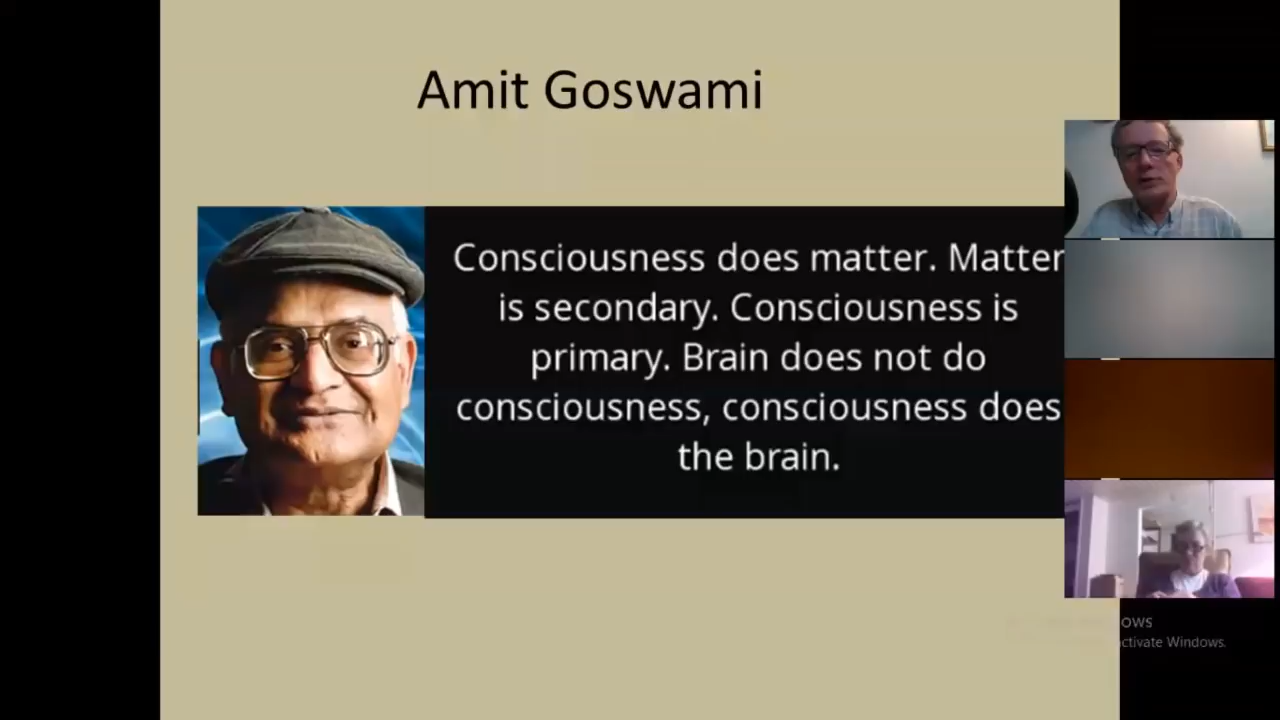 Amit Goswami
Consciousness does matter. Matter
is secondary. Consciousness is
primary. Brain does not do
consciousness, consciousness does
the brain.
Windows.